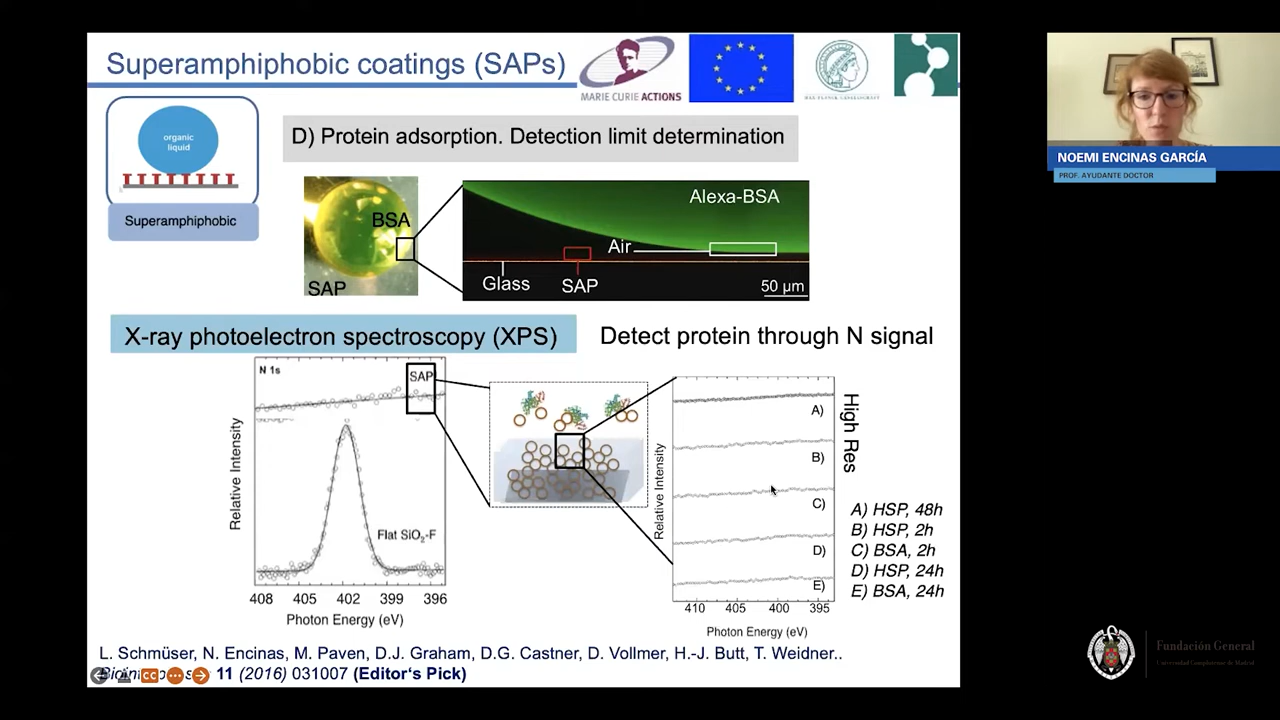 Superamphiphobic coatings (SAPs)
MARIE CURIE ACTIONS
organic
liquid
Superamphiphobic
D) Protein adsorption. Detection limit determination
BSA
SAP
Alexa-BSA
Air
Glass
SAP
50 µm
X-ray photoelectron spectroscopy (XPS)
Detect protein through N signal
N 1s
SAP
Relative Intensity
Flat SiO₂-F
408 405 402 399 396
Photon Energy (eV)
Relative Intensity
A)
B)
C)
D)
E)
410 405 400 395
Photon Energy (eV)
High Res
A) HSP, 48h
B) HSP, 2h
C) BSA, 2h
D) HSP, 24h
E) BSA, 24h
L. Schmüser, N. Encinas, M. Paven, D.J. Graham, D.G. Castner, D. Vollmer, H.-J. Butt, T. Weidner..
11 (2016) 031007 (Editor's Pick)
NOEMI ENCINAS GARCÍA
PROF. AYUDANTE DOCTOR
Fundación General
Universidad Complutense de Madrid